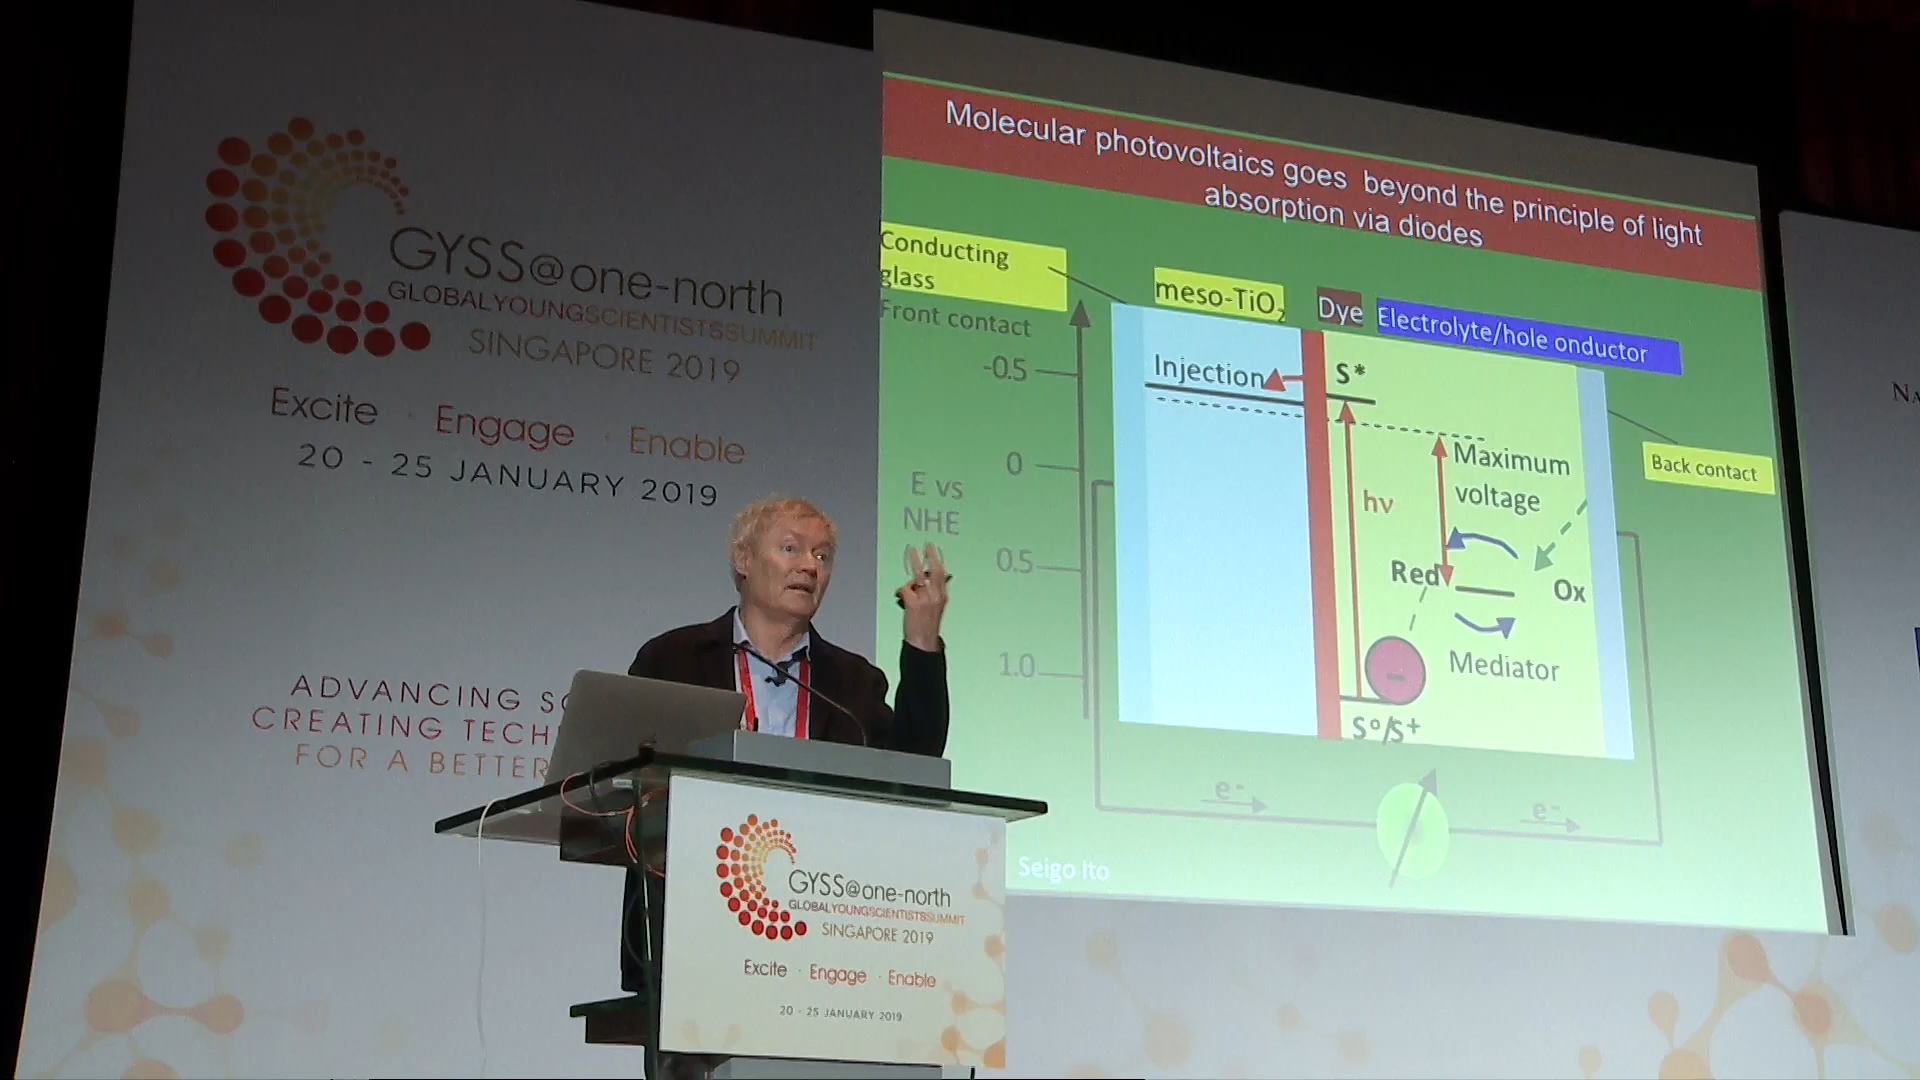 GYSS@one-north
GLOBALYOUNGSCIENTISTSSUMMIT
SINGAPORE 2019
Excite · Engage · Enable
20 - 25 JANUARY 2019
ADVANCING
CREATING
FOR A BETTER
Molecular photovoltaics goes beyond the principle of light
absorption via diodes
Conducting
glass
Front contact
meso-TiO2
Dye
Electrolyte/hole onductor
Back contact
-0.5
0
0.5
1.0
E vs
NHE
Injection
S*
Maximum
voltage
hν
Red
Ox
Mediator
-
S°/S⁺
e⁻
e⁻
Seigo Ito
GYSS@one-north
GLOBALYOUNGSCIENTISTSSUMMIT
SINGAPORE 2019
Excite · Engage · Enable
20 - 25 JANUARY 2019